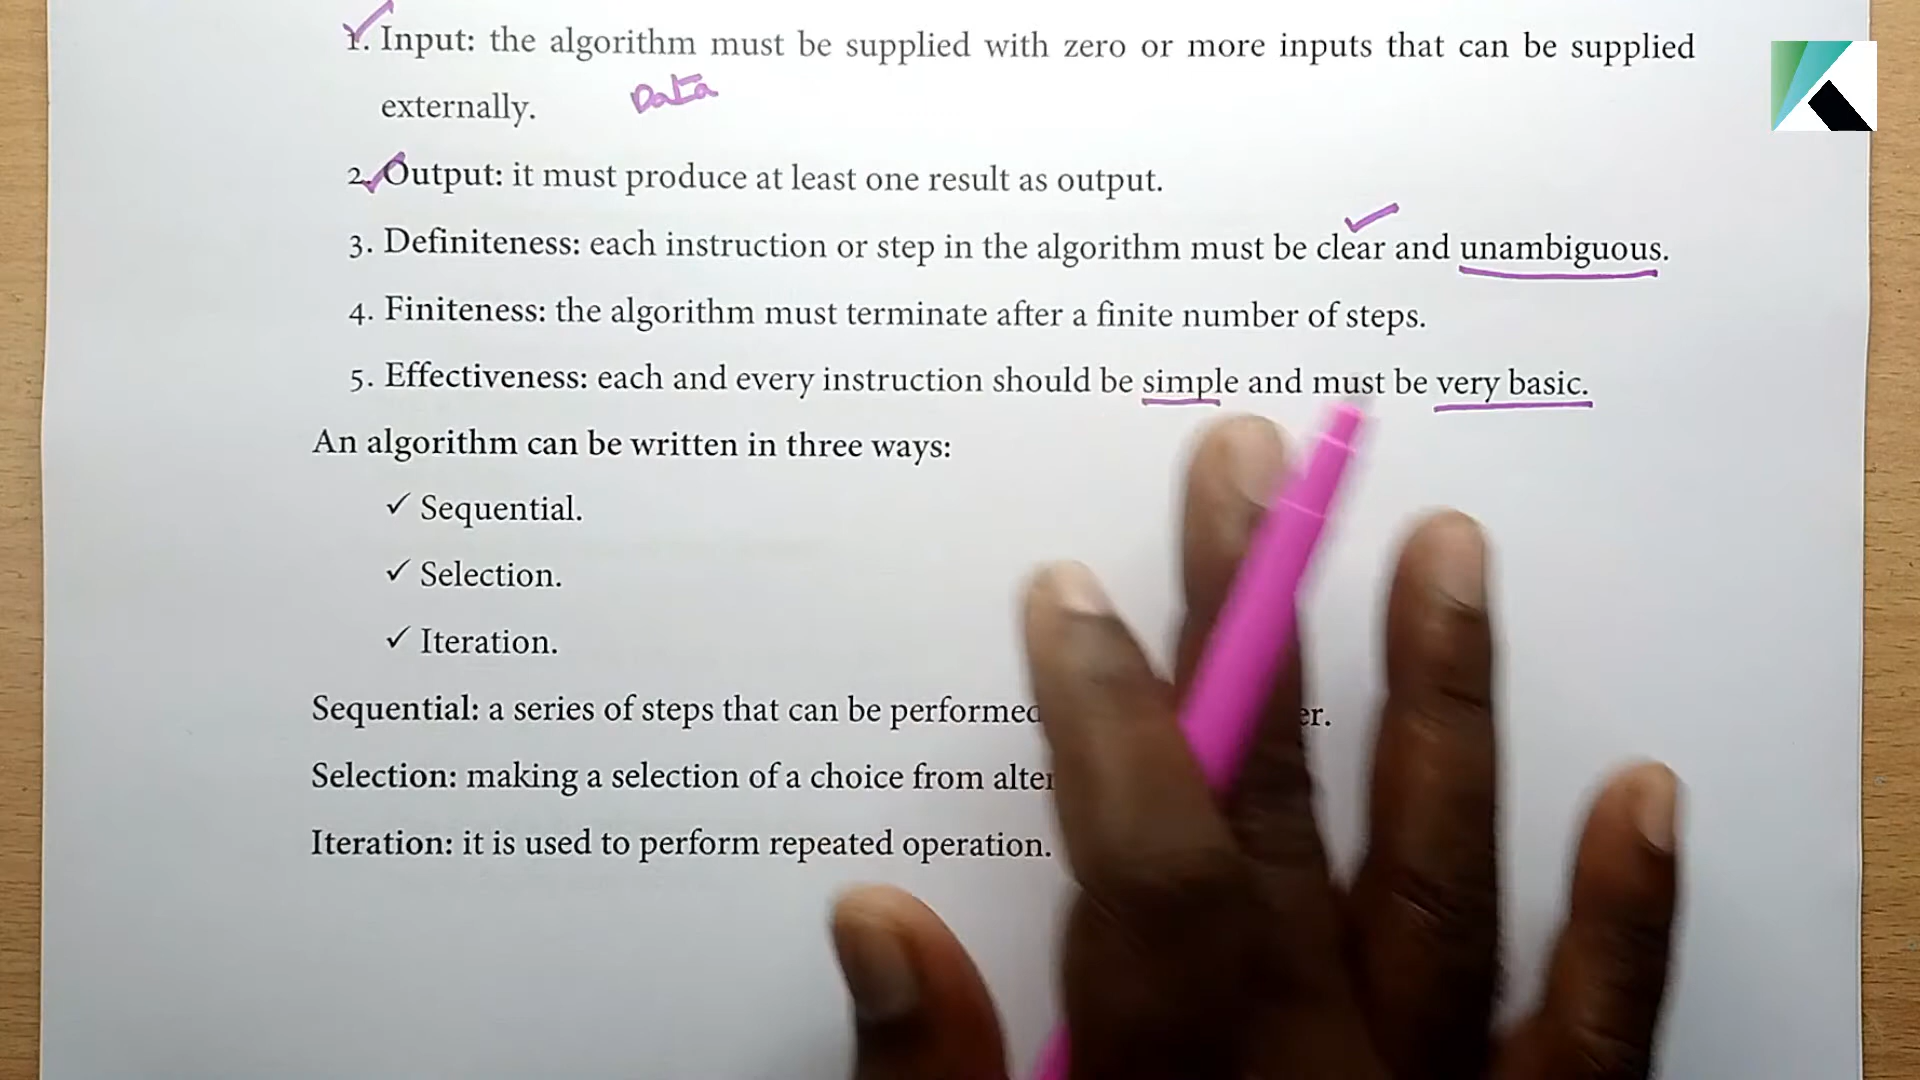 1. Input: the algorithm must be supplied with zero or more inputs that can be supplied
externally. Data
2. Output: it must produce at least one result as output.
3. Definiteness: each instruction or step in the algorithm must be clear and unambiguous.
4. Finiteness: the algorithm must terminate after a finite number of steps.
5. Effectiveness: each and every instruction should be simple and must be very basic.
An algorithm can be written in three ways:
✓ Sequential.
✓ Selection.
✓ Iteration.
Sequential: a series of steps that can be performed
Selection: making a selection of a choice from
Iteration: it is used to perform repeated operation.